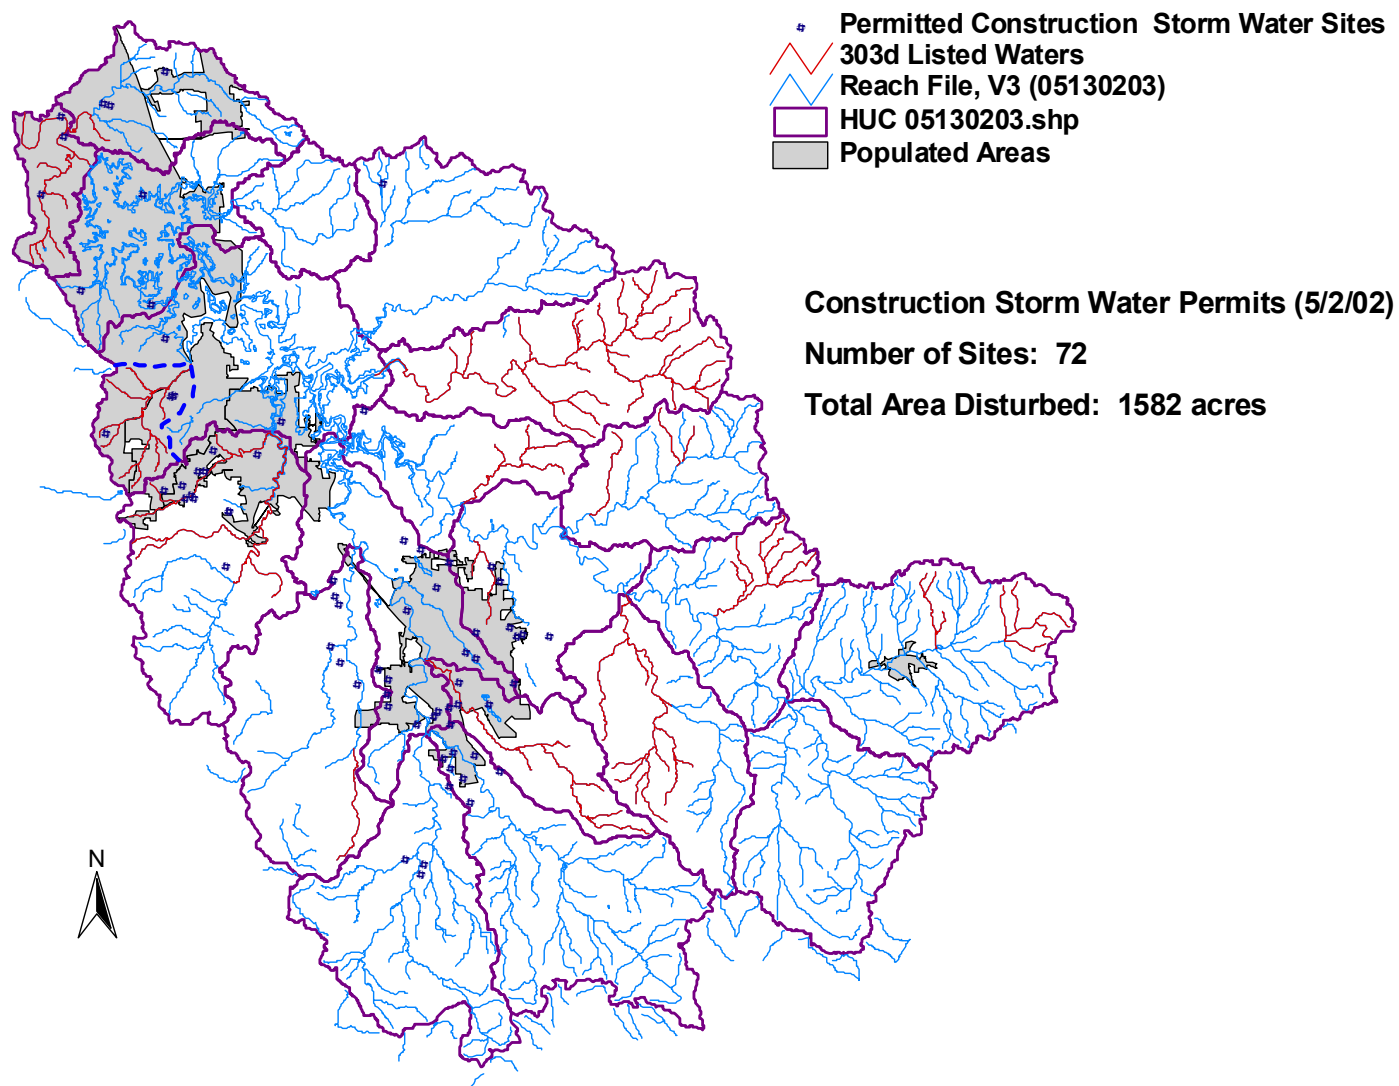 Permitted Construction  Storm Water Sites
303d Listed Waters
Reach File, V3 (05130203)
HUC 05130203.shp
Populated Areas
Construction Storm Water Permits (5/2/02)
Number of Sites:  72
Total Area Disturbed:  1582 acres
N